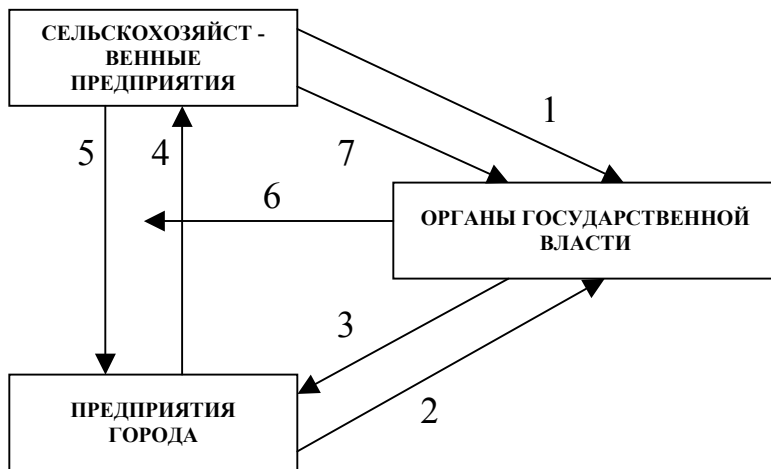 СЕЛЬСКОХОЗЯЙСТ -
ВЕННЫЕ
ПРЕДПРИЯТИЯ
1
5
4
7
6
ОРГАНЫ ГОСУДАРСТВЕННОЙ
ВЛАСТИ
3
2
ПРЕДПРИЯТИЯ
ГОРОДА